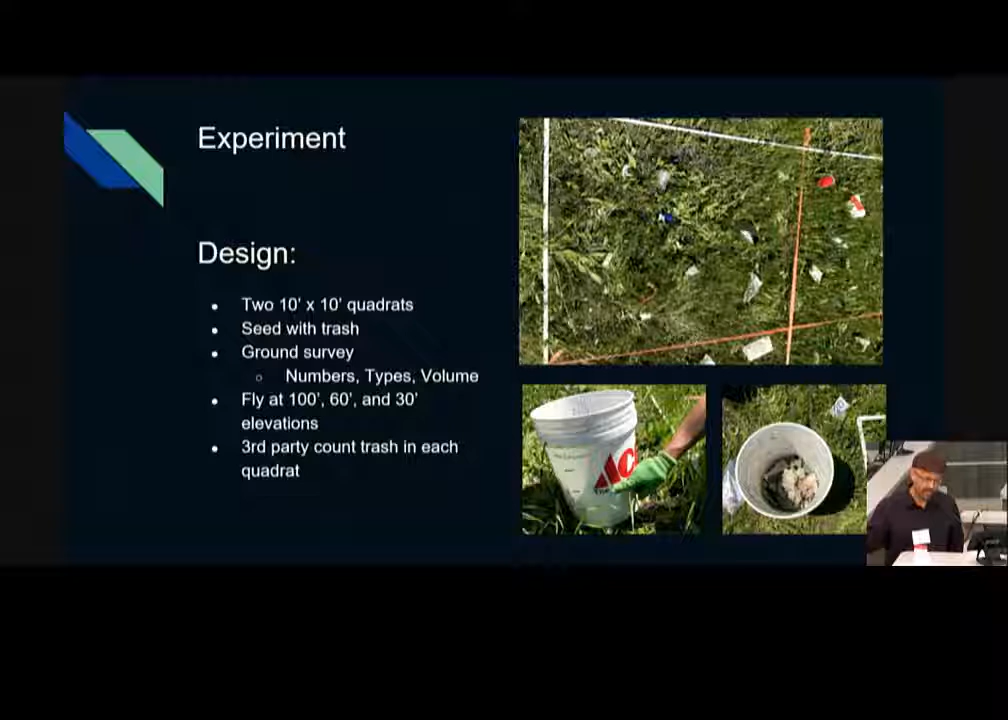 Experiment
Design:
Two 10’ x 10’ quadrats
Seed with trash
Ground survey
Numbers, Types, Volume
Fly at 100’, 60’, and 30’
elevations
3rd party count trash in each
quadrat